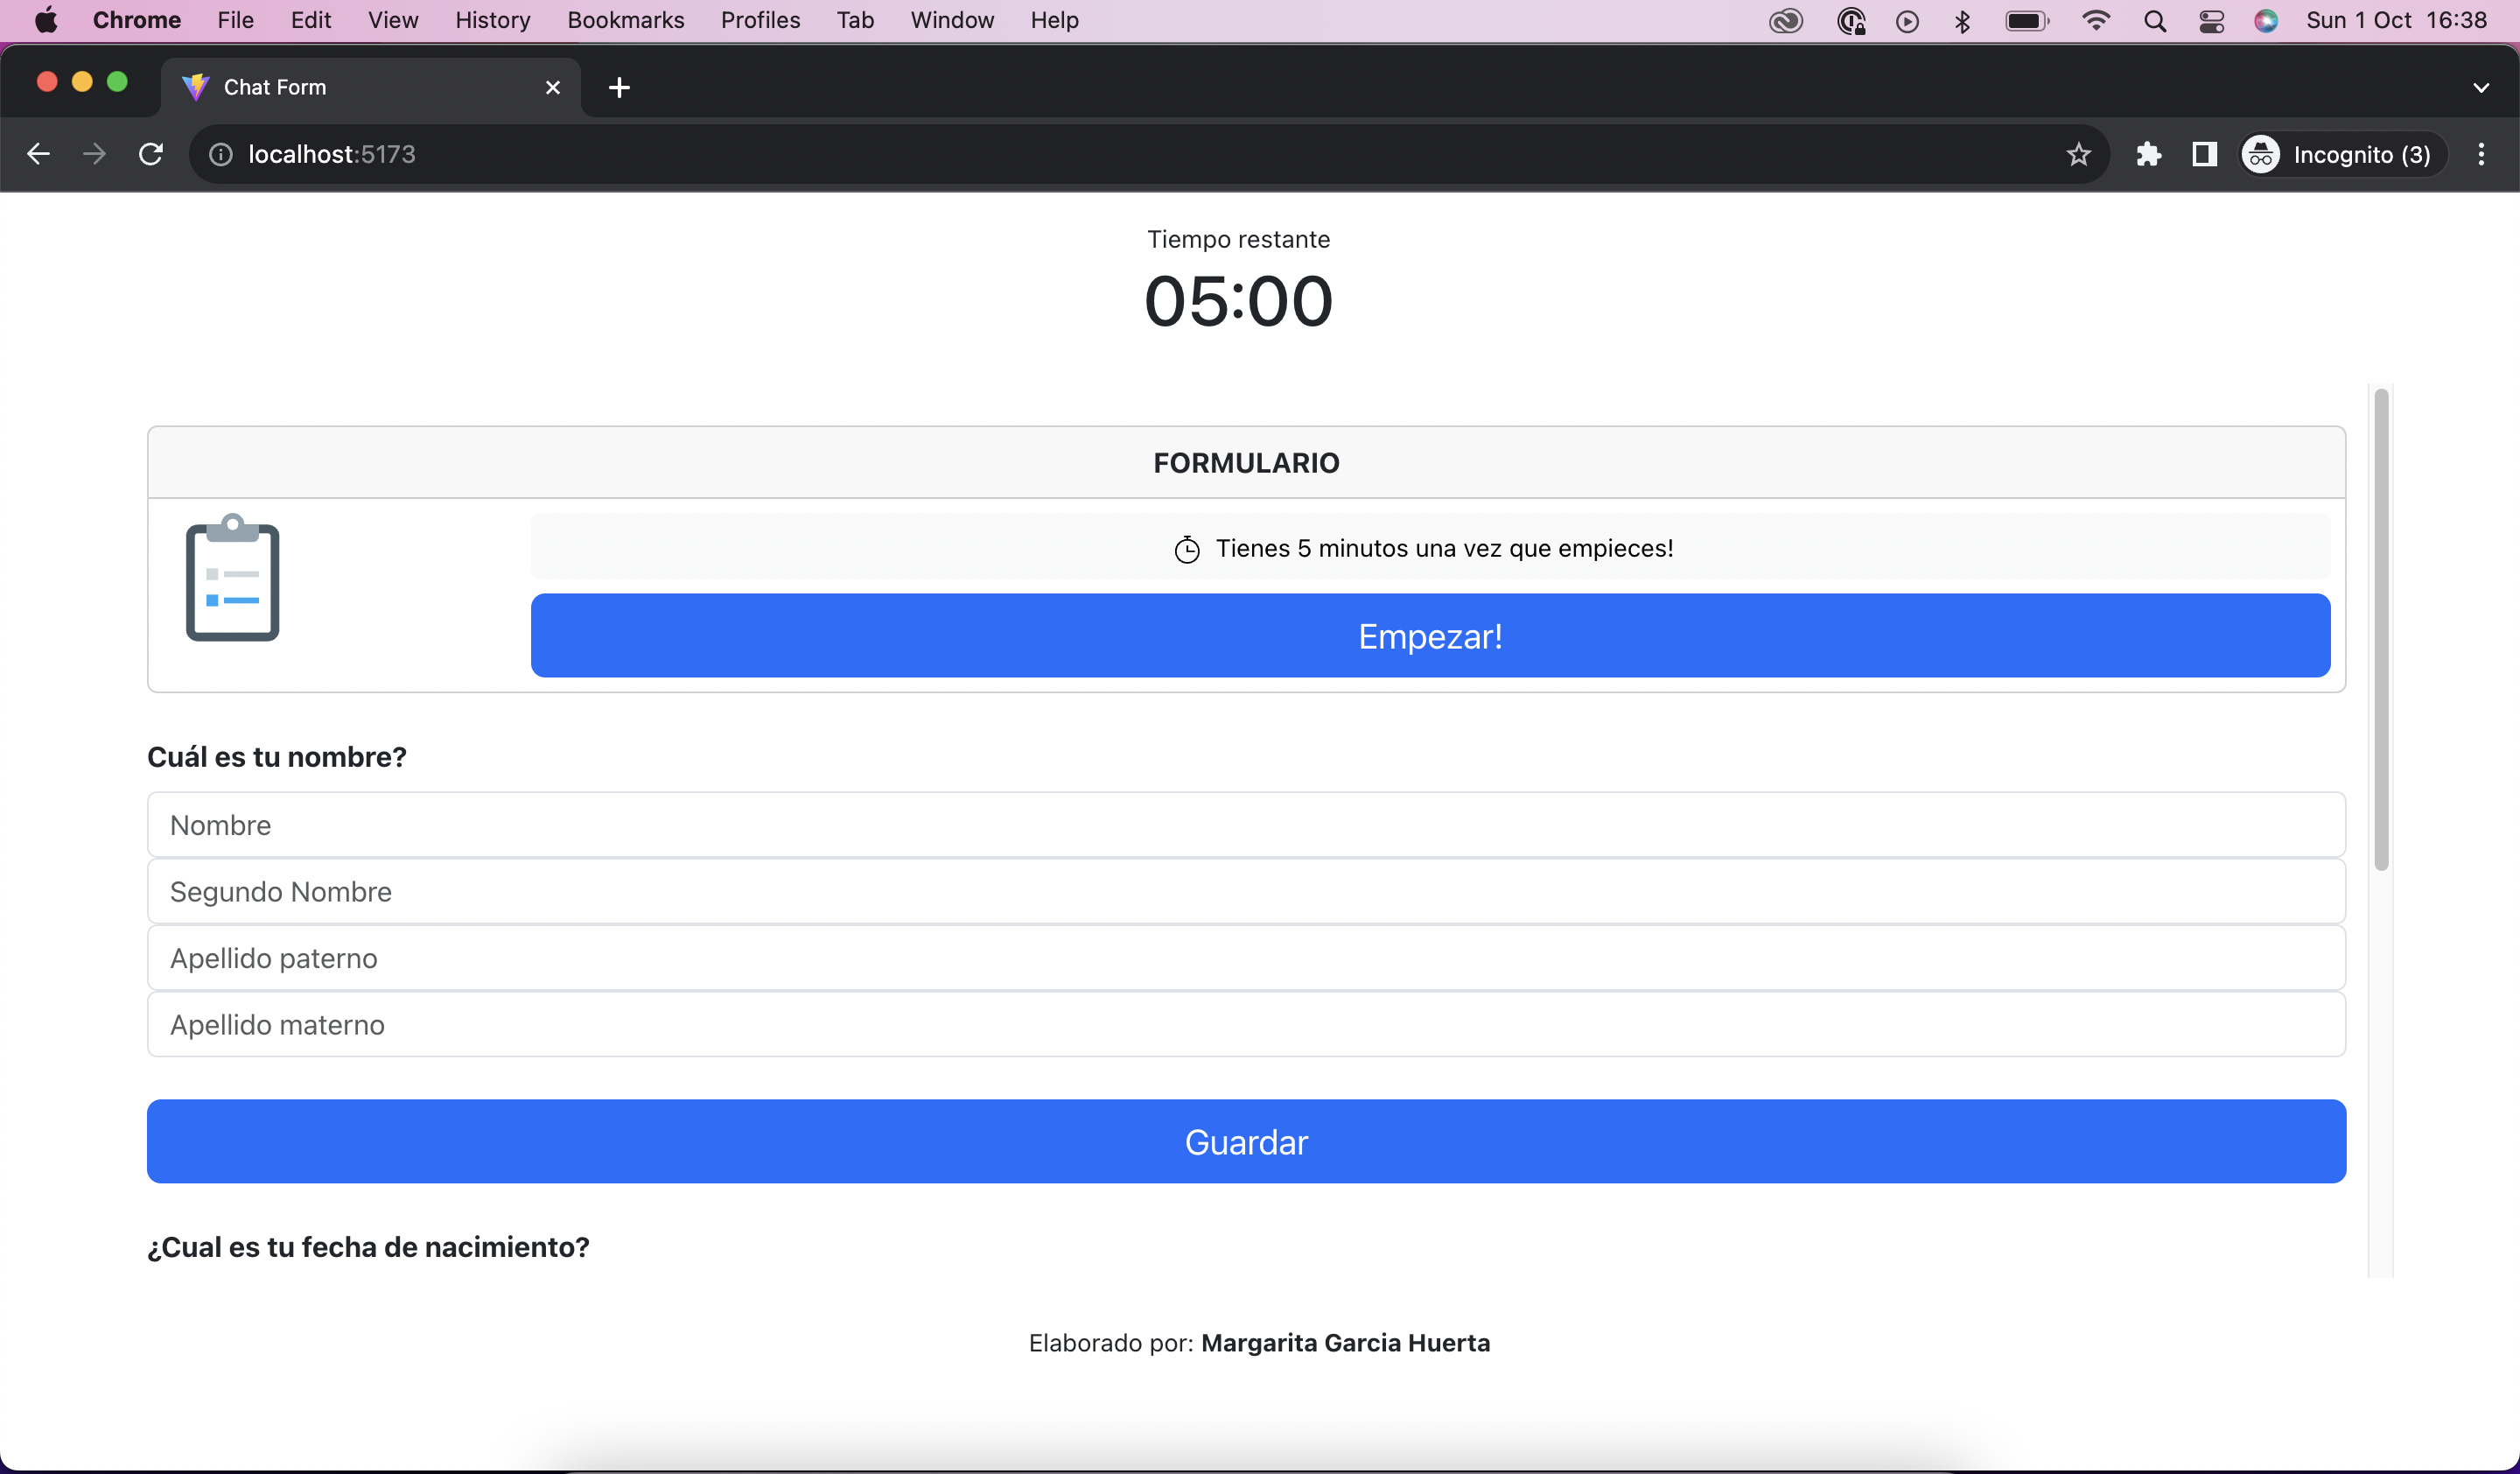 Chrome File Edit View History Bookmarks Profiles Tab Window Help Sun 1 Oct 16:38
Chat Form
localhost:5173 Incognito (3)
Tiempo restante
05:00
FORMULARIO
Tienes 5 minutos una vez que empieces!
Empezar!
Cuál es tu nombre?
Nombre
Segundo Nombre
Apellido paterno
Apellido materno
Guardar
¿Cual es tu fecha de nacimiento?
Elaborado por: Margarita Garcia Huerta